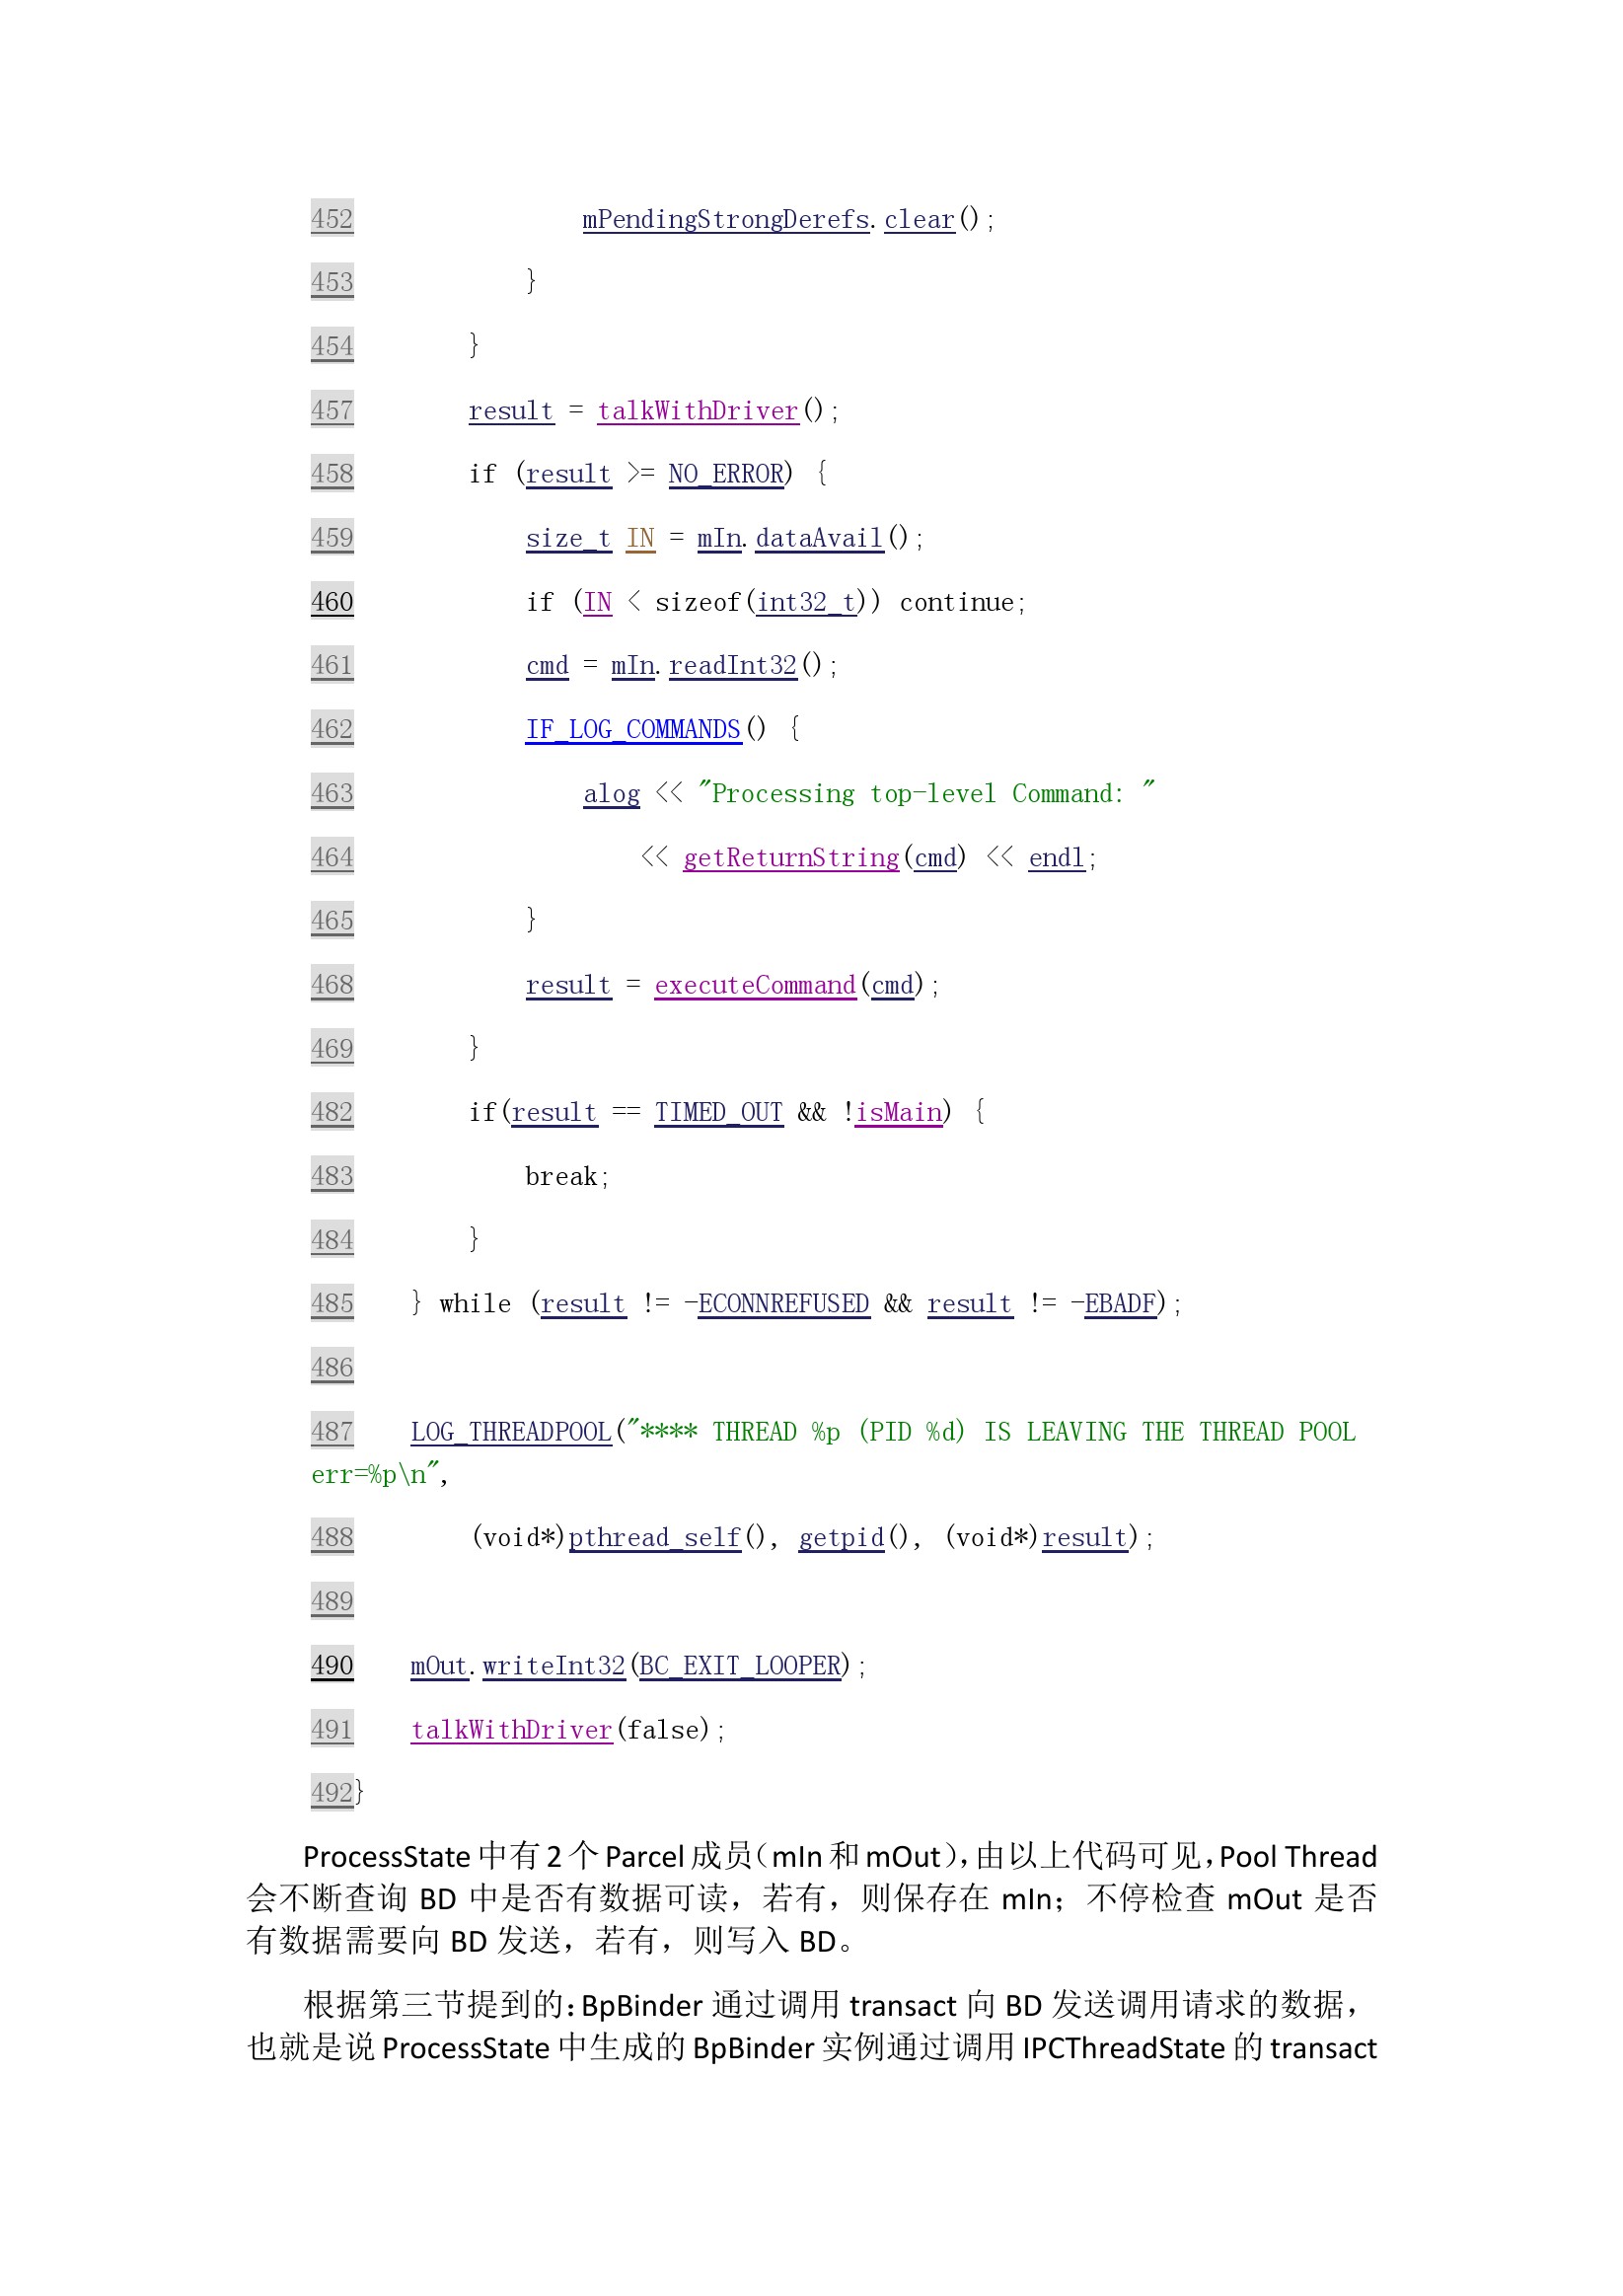 452                mPendingStrongDerefs.clear();
453            }
454        }
457        result = talkWithDriver();
458        if (result >= NO_ERROR) {
459            size_t IN = mIn.dataAvail();
460            if (IN < sizeof(int32_t)) continue;
461            cmd = mIn.readInt32();
462            IF_LOG_COMMANDS() {
463                alog << "Processing top-level Command: "
464                    << getReturnString(cmd) << endl;
465            }
468            result = executeCommand(cmd);
469        }
482        if(result == TIMED_OUT && !isMain) {
483            break;
484        }
485    } while (result != -ECONNREFUSED && result != -EBADF);
486
487    LOG_THREADPOOL("**** THREAD %p (PID %d) IS LEAVING THE THREAD POOL
err=%p\n",
488        (void*)pthread_self(), getpid(), (void*)result);
489
490    mOut.writeInt32(BC_EXIT_LOOPER);
491    talkWithDriver(false);
492}
ProcessState 中有 2 个 Parcel 成员（mIn 和 mOut），由以上代码可见，Pool Thread
会不断查询 BD 中是否有数据可读，若有，则保存在 mIn；不停检查 mOut 是否
有数据需要向 BD 发送，若有，则写入 BD。
根据第三节提到的：BpBinder 通过调用 transact 向 BD 发送调用请求的数据，
也就是说 ProcessState 中生成的 BpBinder 实例通过调用 IPCThreadState 的 transact